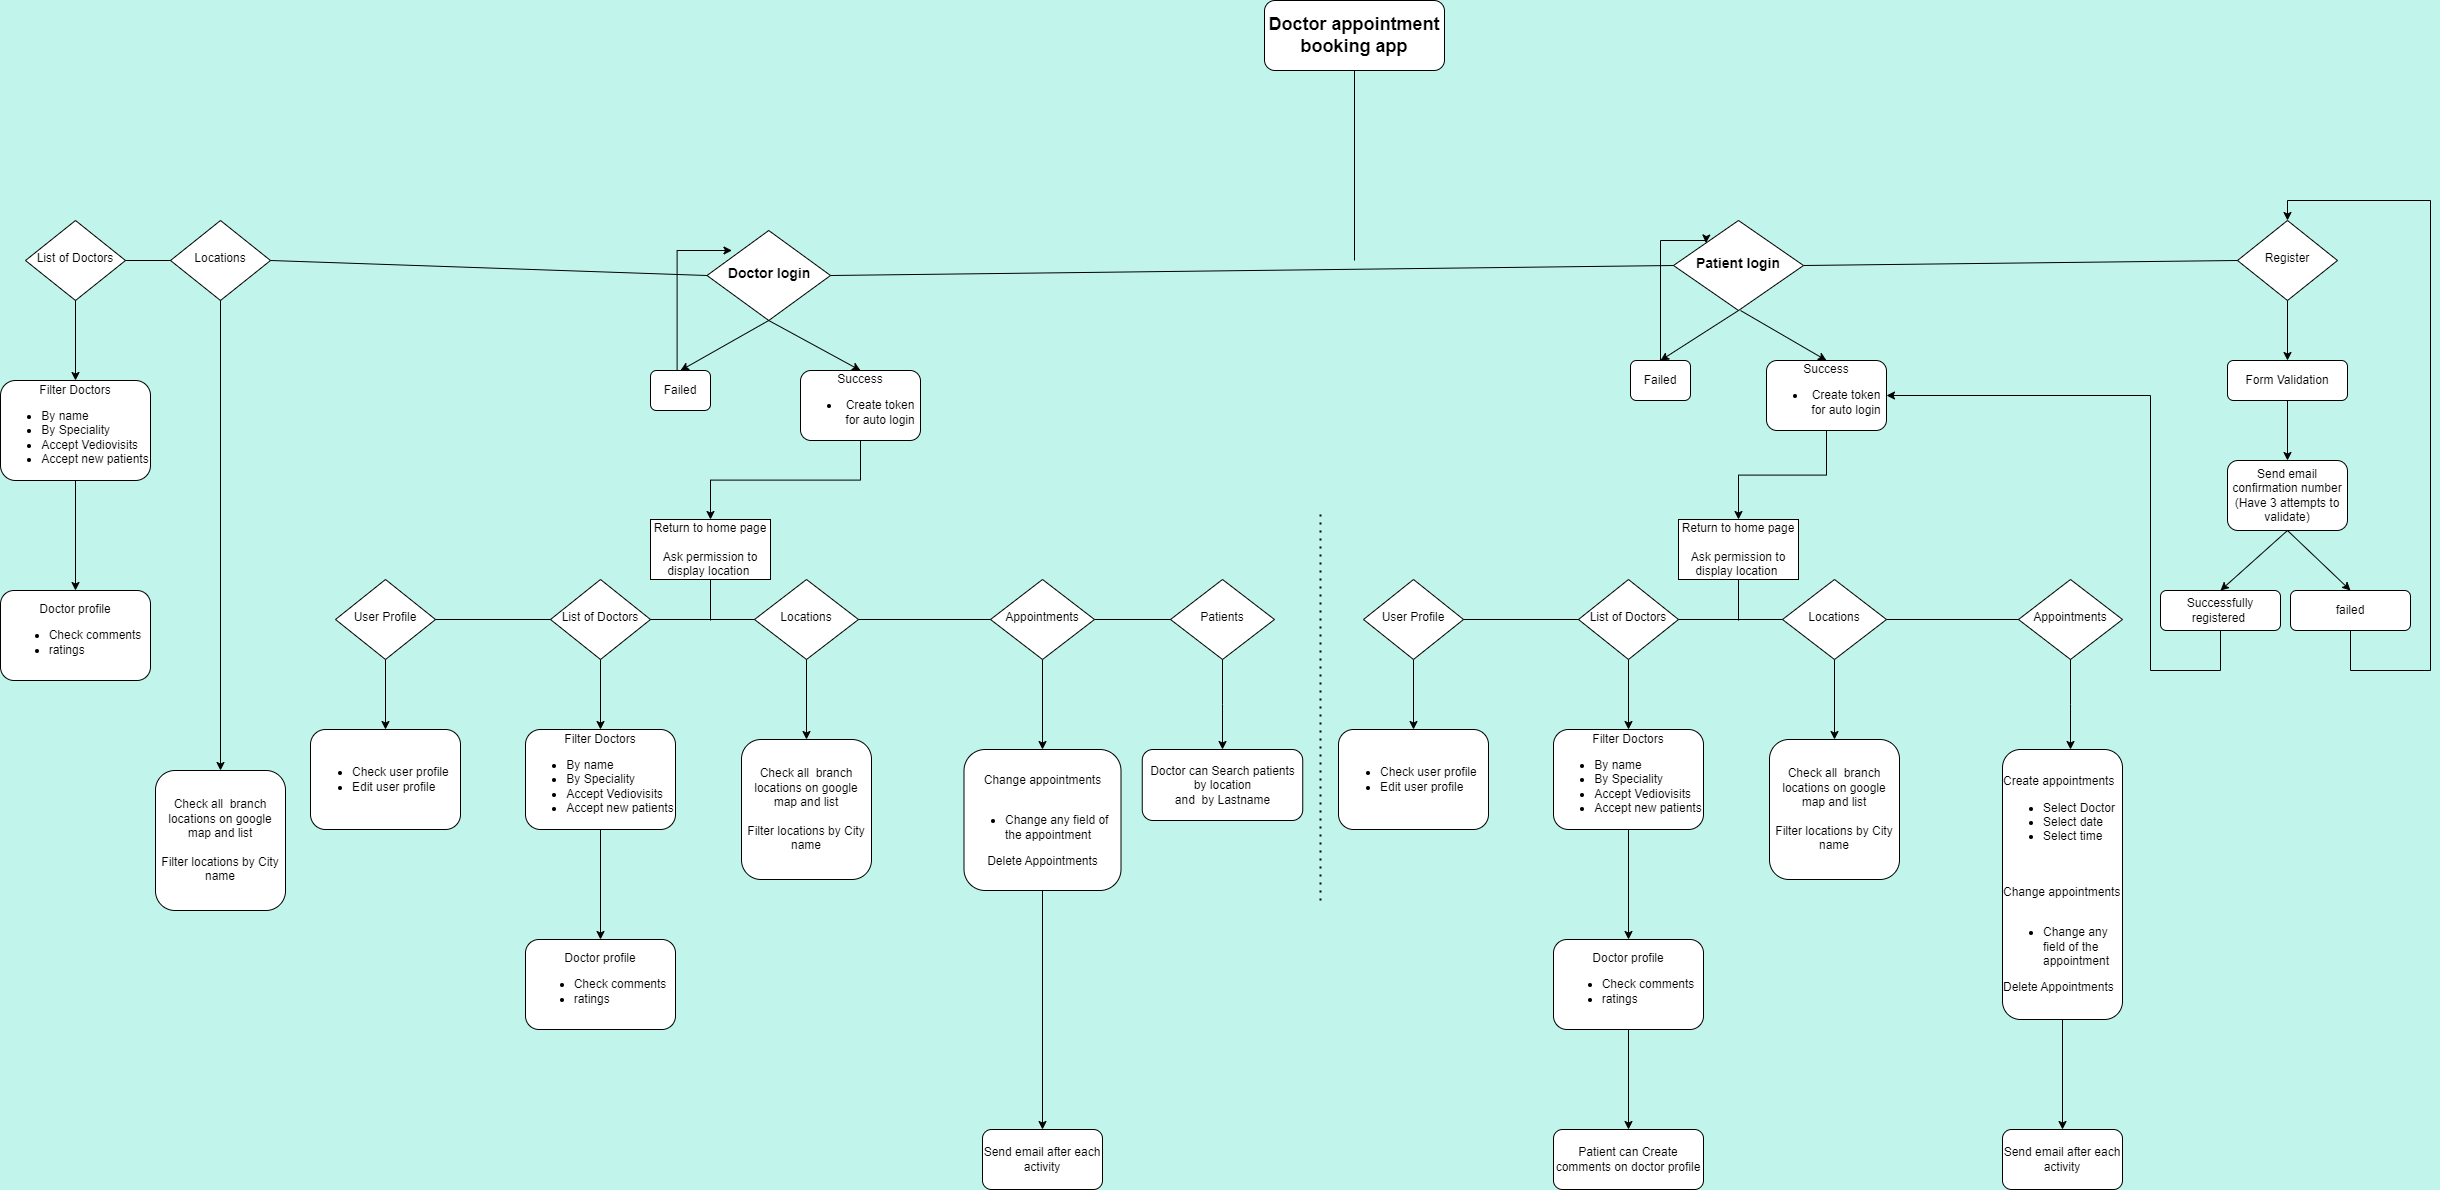 Doctor appointment
booking app
List of Doctors
Locations
Doctor login
Patient login
Register
Filter Doctors
• By name
• By Speciality
• Accept Vediovisits
• Accept new patients
Doctor profile
• Check comments
• ratings
Check all branch
locations on google
map and list
Filter locations by City
name
Failed
Success
• Create token
for auto login
Return to home page
Ask permission to
display location
User Profile
List of Doctors
Locations
Appointments
Patients
• Check user profile
• Edit user profile
Filter Doctors
• By name
• By Speciality
• Accept Vediovisits
• Accept new patients
Doctor profile
• Check comments
• ratings
Check all branch
locations on google
map and list
Filter locations by City
name
Change appointments
• Change any field of
the appointment
Delete Appointments
Send email after each
activity
Doctor can Search patients
by location
and by Lastname
Failed
Success
• Create token
for auto login
Return to home page
Ask permission to
display location
User Profile
List of Doctors
Locations
Appointments
• Check user profile
• Edit user profile
Filter Doctors
• By name
• By Speciality
• Accept Vediovisits
• Accept new patients
Doctor profile
• Check comments
• ratings
Patient can Create
comments on doctor profile
Check all branch
locations on google
map and list
Filter locations by City
name
Create appointments
• Select Doctor
• Select date
• Select time
Change appointments
• Change any
field of the
appointment
Delete Appointments
Send email after each
activity
Form Validation
Send email
confirmation number
(Have 3 attempts to
validate)
Successfully
registered
failed